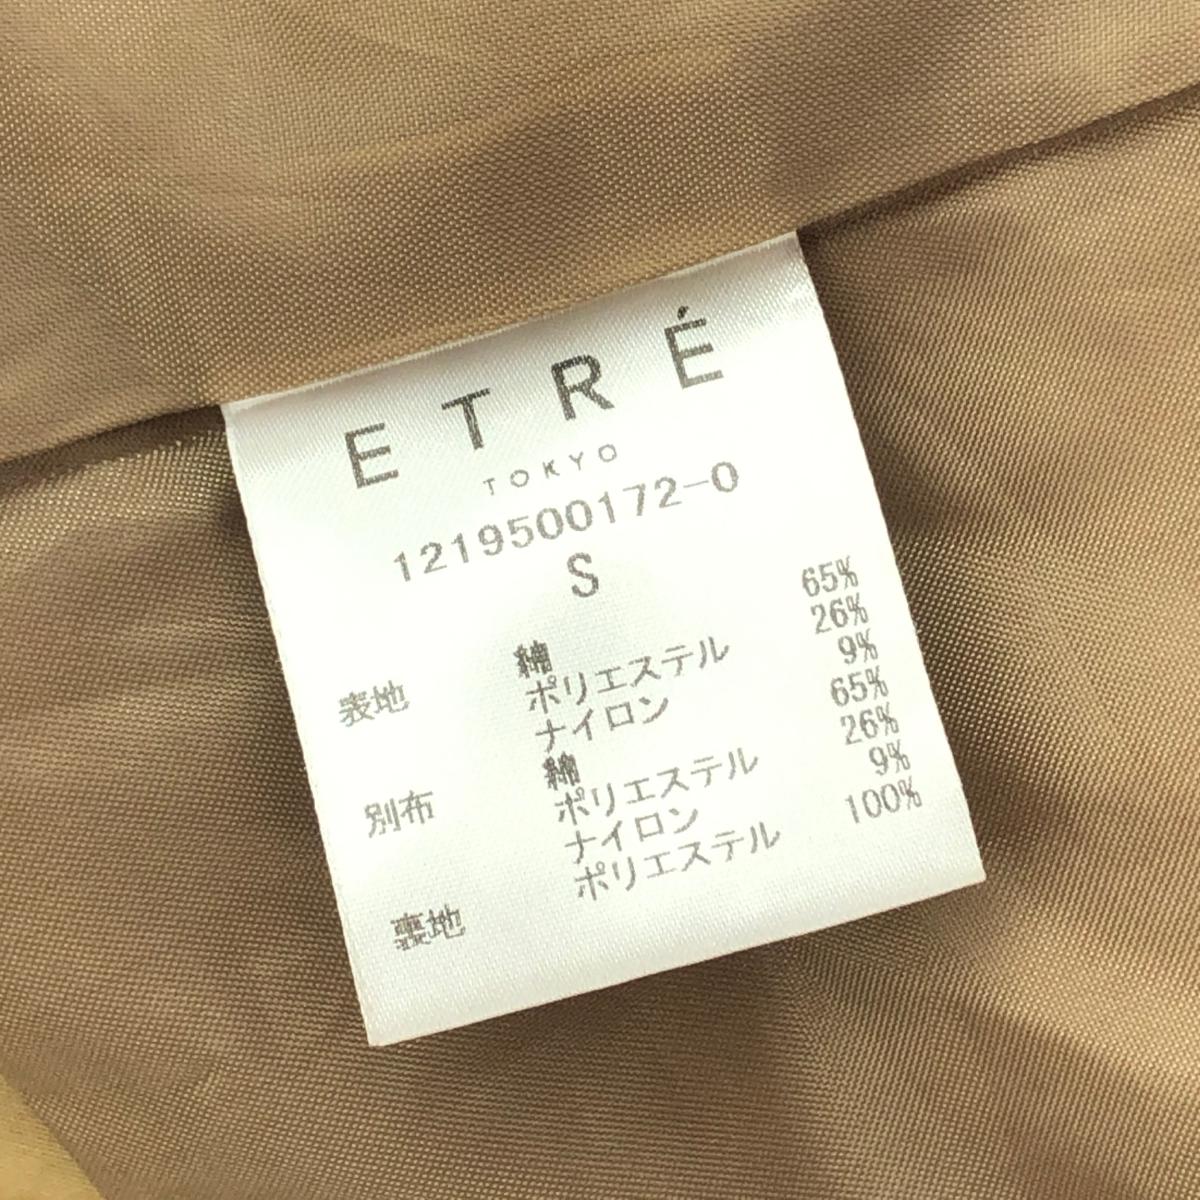 ETRÉ
TOKYO
1219500172-0
S
表地 綿 65%
ポリエステル 26%
ナイロン 9%
別布 綿 65%
ポリエステル 26%
ナイロン 9%
裏地 ポリエステル 100%